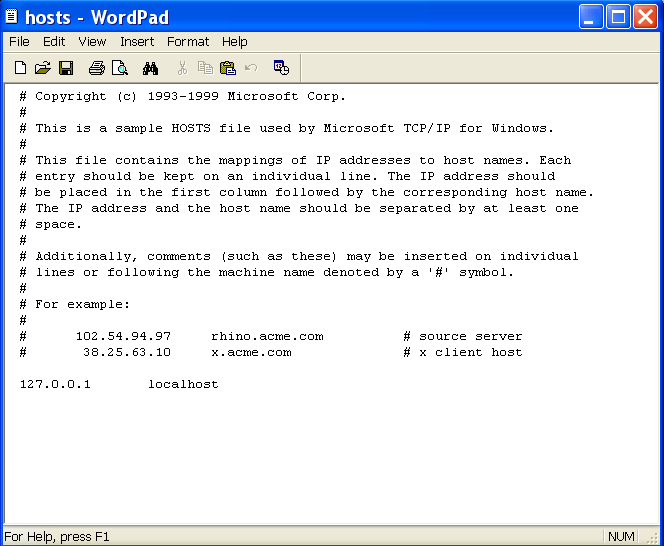 hosts - WordPad
File Edit View Insert Format Help
# Copyright (c) 1993-1999 Microsoft Corp.
#
# This is a sample HOSTS file used by Microsoft TCP/IP for Windows.
#
# This file contains the mappings of IP addresses to host names. Each
# entry should be kept on an individual line. The IP address should
# be placed in the first column followed by the corresponding host name.
# The IP address and the host name should be separated by at least one
# space.
#
# Additionally, comments (such as these) may be inserted on individual
# lines or following the machine name denoted by a '#' symbol.
#
# For example:
#
#      102.54.94.97     rhino.acme.com          # source server
#       38.25.63.10     x.acme.com              # x client host
127.0.0.1       localhost
For Help, press F1 NUM